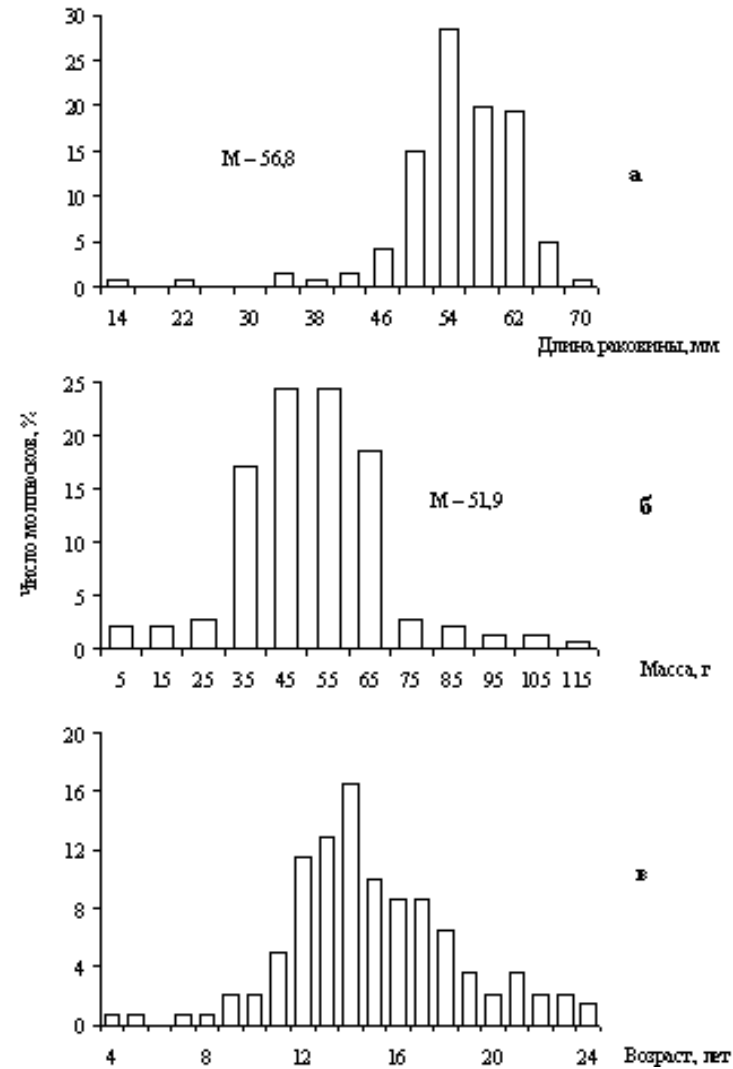 30
25
20
15
10
5
0
М – 56,8
а
14 22 30 38 46 54 62 70
Длина раковины, мм
Число моллюсков, %
25
20
15
10
5
0
М – 51,9
б
5 15 25 35 45 55 65 75 85 95 105 115
Масса, г
20
16
12
8
4
0
в
4 8 12 16 20 24
Возраст, лет